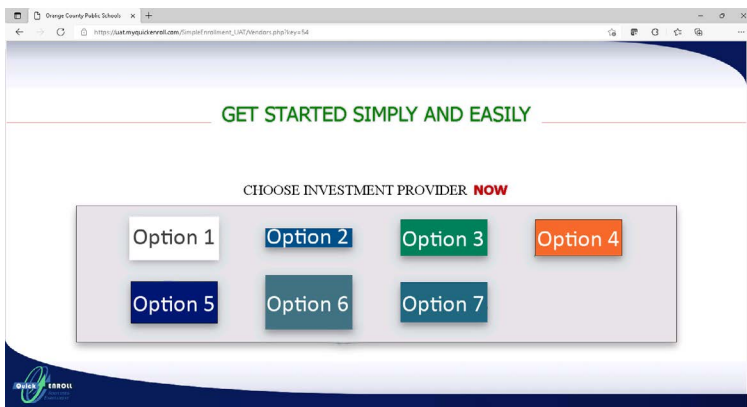 Orange County Public Schools
https://uat.myquickenroll.com/SimpleEnrollment_UAT/Vendors.php?key=54
GET STARTED SIMPLY AND EASILY
CHOOSE INVESTMENT PROVIDER NOW
Option 1 Option 2 Option 3 Option 4
Option 5 Option 6 Option 7
Quick ENROLL